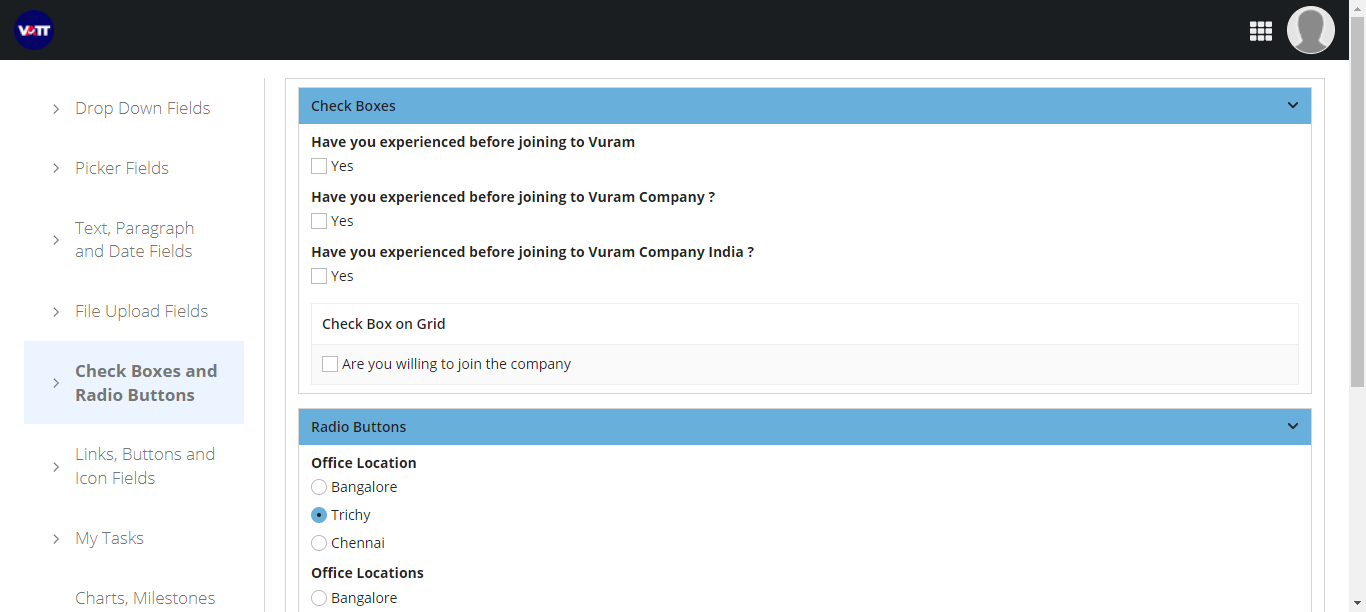 VOTT
Drop Down Fields
Picker Fields
Text, Paragraph
and Date Fields
File Upload Fields
Check Boxes and
Radio Buttons
Links, Buttons and
Icon Fields
My Tasks
Charts, Milestones
Check Boxes
Have you experienced before joining to Vuram
Yes
Have you experienced before joining to Vuram Company ?
Yes
Have you experienced before joining to Vuram Company India ?
Yes
Check Box on Grid
Are you willing to join the company
Radio Buttons
Office Location
Bangalore
Trichy
Chennai
Office Locations
Bangalore